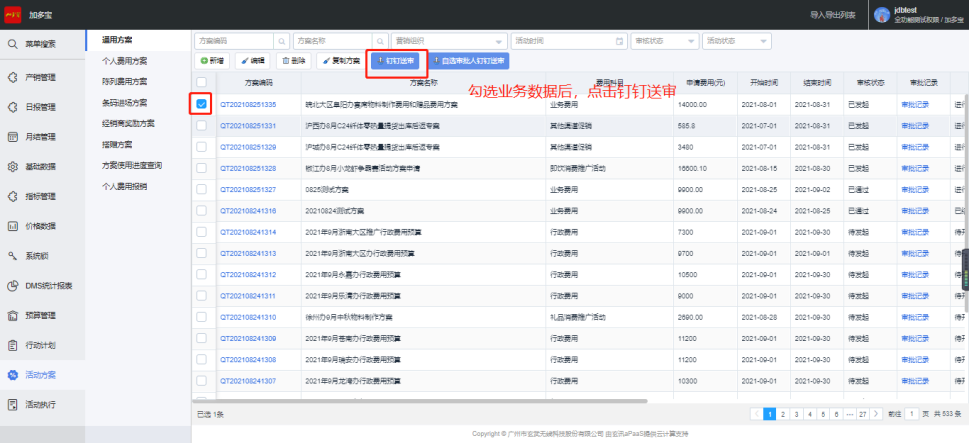 加多宝
导入导出列表
jdbtest
全功能测试权限 / 加多宝
菜单搜索
产销管理
日报管理
月结管理
基础数据
指标管理
价格数据
系统锁
DMS统计报表
预算管理
行动计划
活动方案
活动执行
通用方案
个人费用方案
陈列费用方案
条码进场方案
经销商奖励方案
搭赠方案
方案使用进度查询
个人费用报销
方案编码 方案名称 营销组织 活动时间 审核状态 活动状态
新增 编辑 删除 复制方案 钉钉送审 自选审批人钉钉送审
方案编码 方案名称 费用科目 申请费用(元) 开始时间 结束时间 审核状态 审批记录
勾选业务数据后，点击钉钉送审
QT202108251335 皖北大区阜阳办宴席物料制作费用和赠品费用方案 业务费用 14000.00 2021-08-01 2021-08-31 已发起 审批记录 进行
QT202108251331 沪西办8月C24纤体零热量提货出库后返专案 其他渠道促销 585.8 2021-07-01 2021-08-31 已发起 审批记录 进行
QT202108251329 沪城办8月C24纤体零热量提货出库后返专案 其他渠道促销 3480 2021-07-01 2021-08-31 已发起 审批记录 进行
QT202108251328 椒江办8月小龙虾争霸赛活动方案申请 即饮消费推广活动 16600.10 2021-08-15 2021-08-30 已发起 审批记录 进行
QT202108251327 0825测试方案 业务费用 9900.00 2021-08-25 2021-09-02 已通过 审批记录 进行
QT202108241316 20210824测试方案 业务费用 9900.00 2021-08-24 2021-08-25 已通过 审批记录 已结
QT202108241314 2021年9月浙南大区推广行政费用预算 行政费用 7300 2021-09-01 2021-09-30 待发起 审批记录 待开
QT202108241313 2021年9月浙南大区办行政费用预算 行政费用 9700 2021-09-01 2021-09-01 待发起 审批记录 待
QT202108241312 2021年9月永嘉办行政费用预算 行政费用 10500 2021-09-01 2021-09-30 待发起 审批记录 待
QT202108241311 2021年9月乐清办行政费用预算 行政费用 9000 2021-09-01 2021-09-30 待发起 审批记录 待
QT202108241310 徐州办9月中秋物料制作方案 礼品消费推广活动 2690.00 2021-08-28 2021-09-30 待发起 审批记录 待开
QT202108241309 2021年9月苍南办行政费用预算 行政费用 11200 2021-09-01 2021-09-30 待发起 审批记录 待开
QT202108241308 2021年9月瑞安办行政费用预算 行政费用 11200 2021-09-01 2021-09-30 待发起 审批记录 待开
QT202108241307 2021年9月龙湾办行政费用预算 行政费用 10300 2021-09-01 2021-09-30 待发起 审批记录 待开
已选 1条
1 2 3 4 5 6 ··· 27 前往 1 页 共 533 条
Copyright © 广州市玄武无线科技股份有限公司 由玄讯aPaaS提供云计算支持